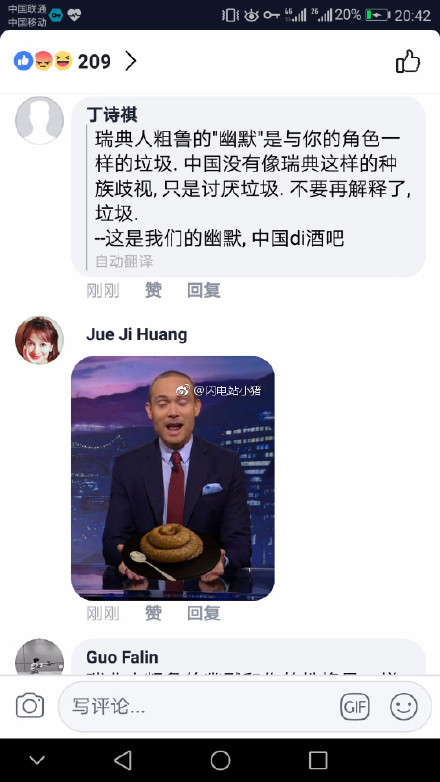 中国联通
中国移动
4G
2G
20%
20:42
209
丁诗祺
瑞典人粗鲁的"幽默"是与你的角色一
样的垃圾. 中国没有像瑞典这样的种
族歧视, 只是讨厌垃圾. 不要再解释了,
垃圾.
--这是我们的幽默, 中国di酒吧
自动翻译
刚刚 赞 回复
Jue Ji Huang
@闪电站小猪
刚刚 赞 回复
Guo Falin
写评论...
GIF